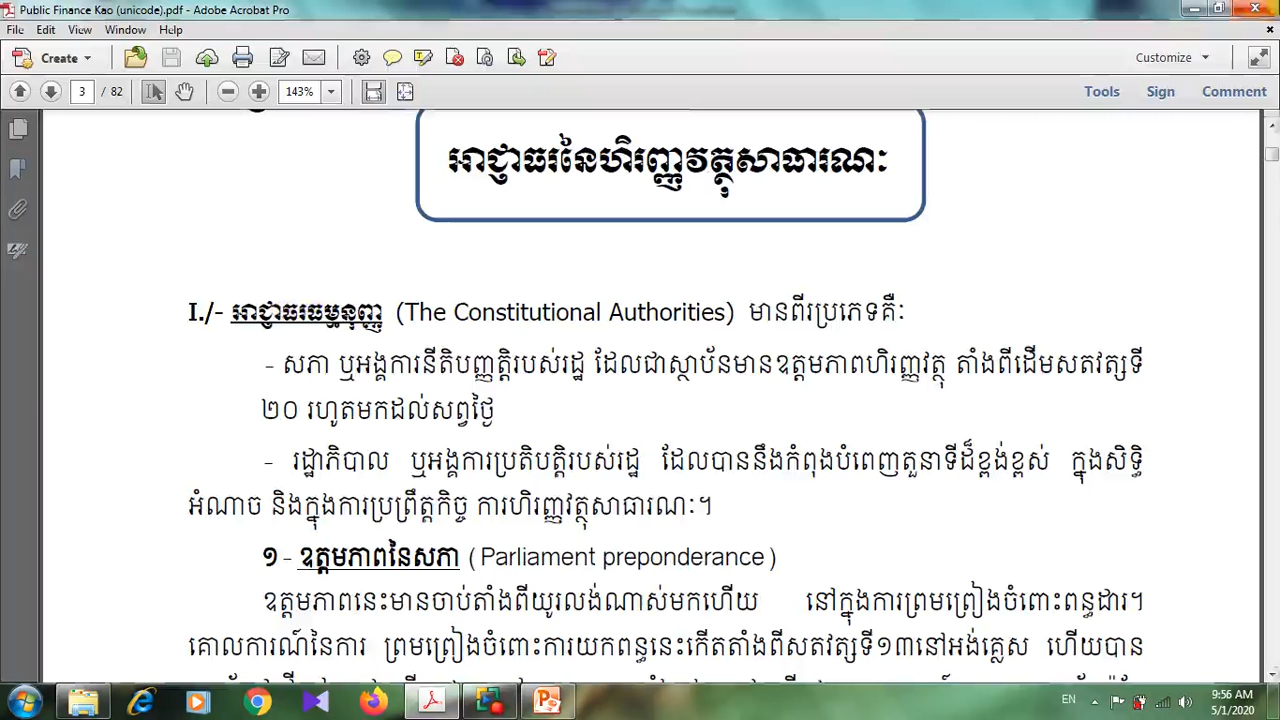 Public Finance Kao (unicode).pdf - Adobe Acrobat Pro
File Edit View Window Help
Create Customize
3 / 82 143% Tools Sign Comment
អាជ្ញាធរនៃហិរញ្ញវត្ថុសាធារណៈ
I./- អាជ្ញាធរធម្មនុញ្ញ (The Constitutional Authorities) មានពីរប្រភេទគឺៈ
- សភា ឬអង្គការនីតិបញ្ញត្តិរបស់រដ្ឋ ដែលជាស្ថាប័នមានឧត្តមភាពហិរញ្ញវត្ថុ តាំងពីដើមសតវត្សទី
២០ រហូតមកដល់សព្វថ្ងៃ
- រដ្ឋាភិបាល ឬអង្គការប្រតិបត្តិរបស់រដ្ឋ ដែលបាននឹងកំពុងបំពេញតួនាទីដ៏ខ្ពង់ខ្ពស់ ក្នុងសិទ្ធិ
អំណាច និងក្នុងការប្រព្រឹត្តកិច្ច ការហិរញ្ញវត្ថុសាធារណៈ។
១- ឧត្តមភាពនៃសភា (Parliament preponderance)
ឧត្តមភាពនេះមានចាប់តាំងពីយូរលង់ណាស់មកហើយ នៅក្នុងការព្រមព្រៀងចំពោះពន្ធដារ។
គោលការណ៍នៃការ ព្រមព្រៀងចំពោះការយកពន្ធនេះកើតតាំងពីសតវត្សទី១៣នៅអង់គ្លេស ហើយបាន
EN 9:56 AM
5/1/2020